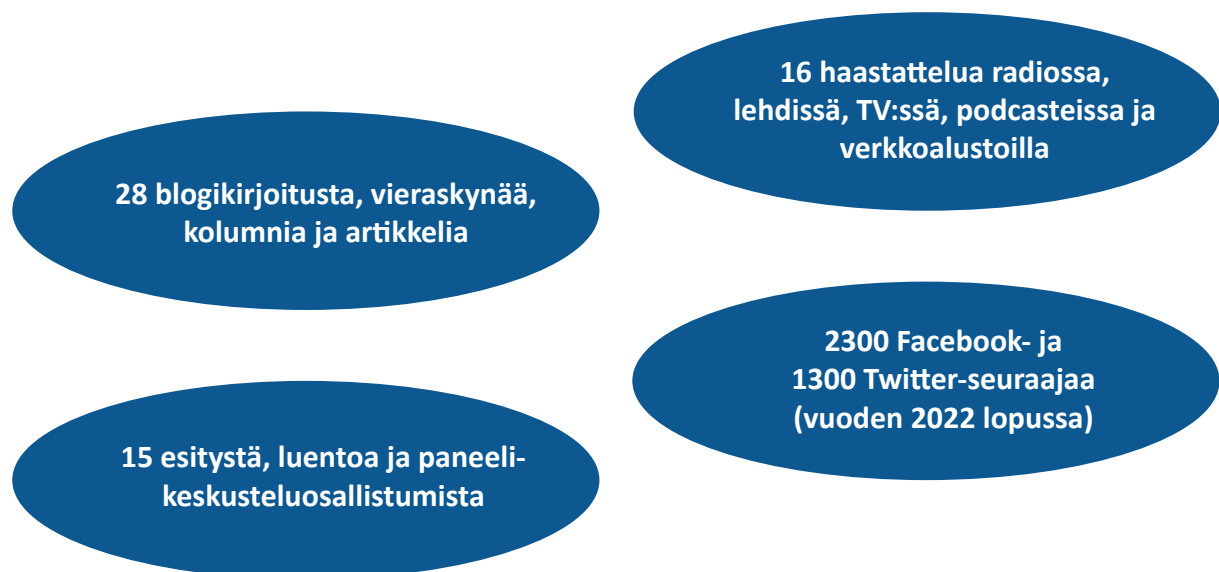 16 haastattelua radiossa,
lehdissä, TV:ssä, podcasteissa ja
verkkoalustoilla
28 blogikirjoitusta, vieraskynää,
kolumnia ja artikkelia
2300 Facebook- ja
1300 Twitter-seuraajaa
(vuoden 2022 lopussa)
15 esitystä, luentoa ja paneeli-
keskusteluosallistumista